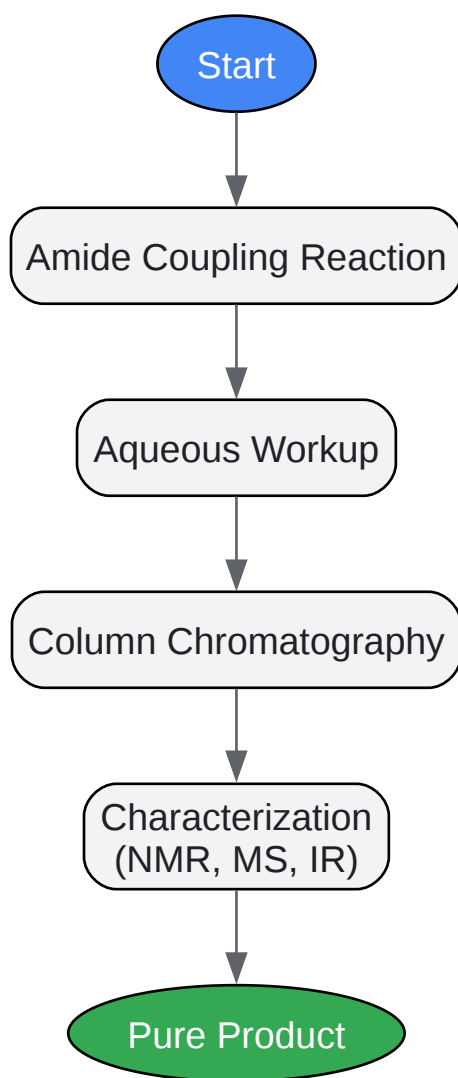 Start
Amide Coupling Reaction
Aqueous Workup
Column Chromatography
Characterization
(NMR, MS, IR)
Pure Product